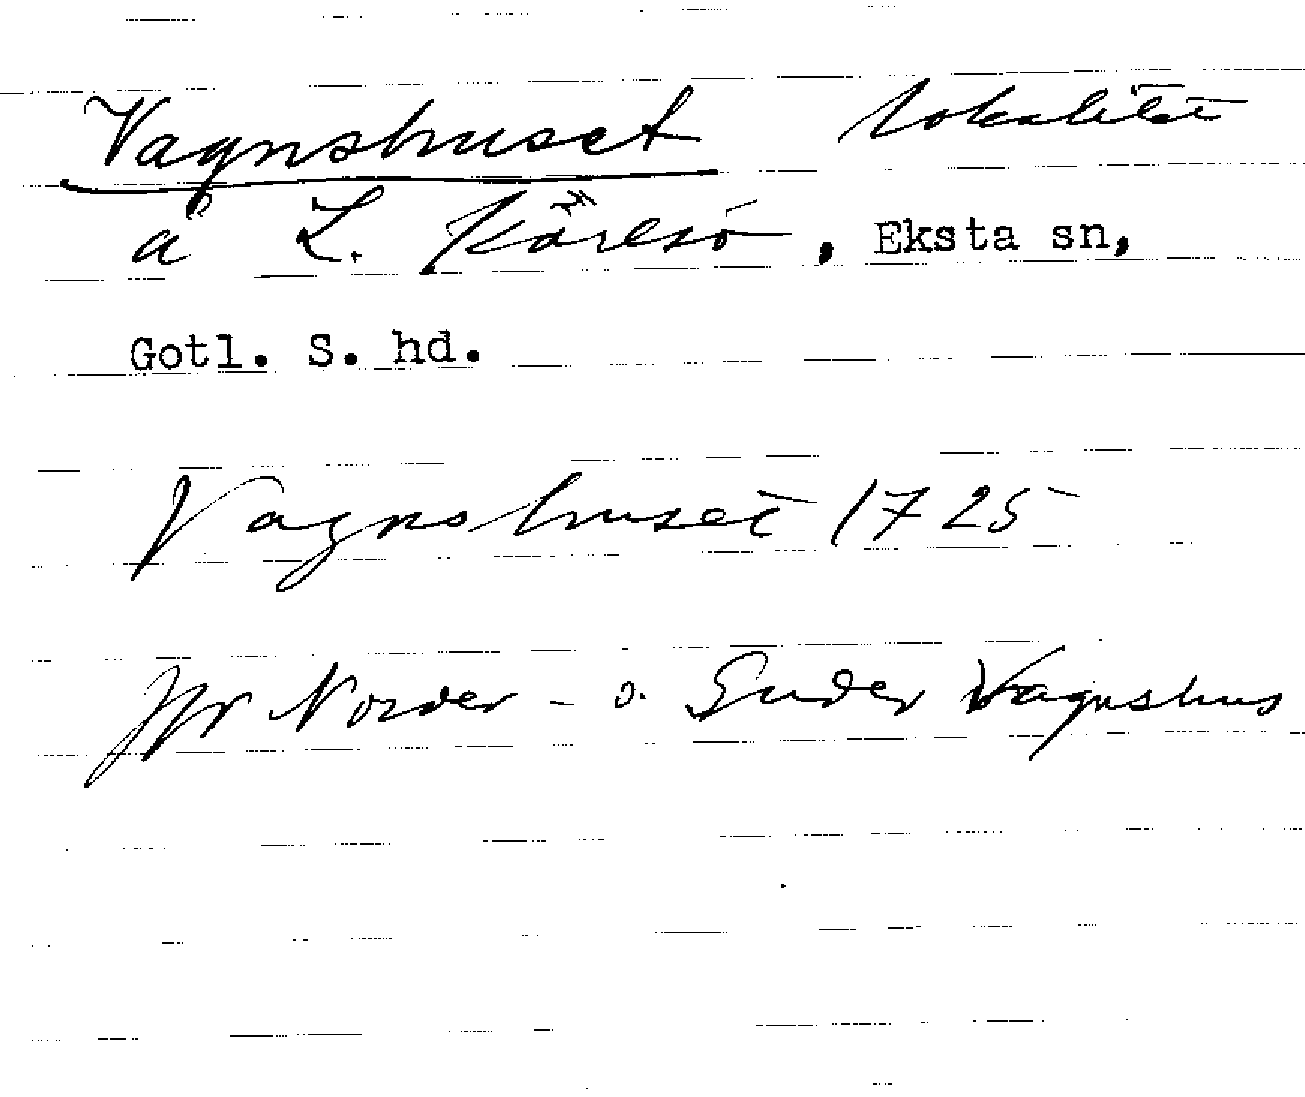 Vagnshuset lokalitet
å L. Karlsö, Eksta sn,
Gotl. S. hd.
Vagnshuset 1725
Jfr Norder- o. Suder Vagnshus